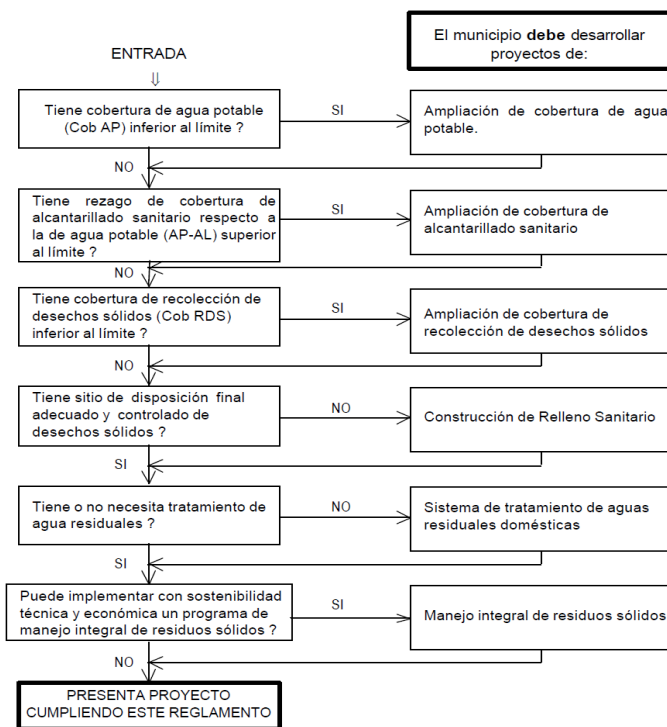 El municipio debe desarrollar
proyectos de:
ENTRADA
⇓
Tiene cobertura de agua potable
(Cob AP) inferior al límite ?
SI
Ampliación de cobertura de agua
potable.
NO
Tiene rezago de cobertura de
alcantarillado sanitario respecto a
la de agua potable (AP-AL) superior
al límite ?
SI
Ampliación de cobertura de
alcantarillado sanitario
NO
Tiene cobertura de recolección de
desechos sólidos (Cob RDS)
inferior al límite ?
SI
Ampliación de cobertura de
recolección de desechos sólidos
NO
Tiene sitio de disposición final
adecuado y controlado de
desechos sólidos ?
NO
Construcción de Relleno Sanitario
SI
Tiene o no necesita tratamiento de
agua residuales ?
NO
Sistema de tratamiento de aguas
residuales domésticas
SI
Puede implementar con sostenibilidad
técnica y económica un programa de
manejo integral de residuos sólidos ?
SI
Manejo integral de residuos sólidos
NO
PRESENTA PROYECTO
CUMPLIENDO ESTE REGLAMENTO